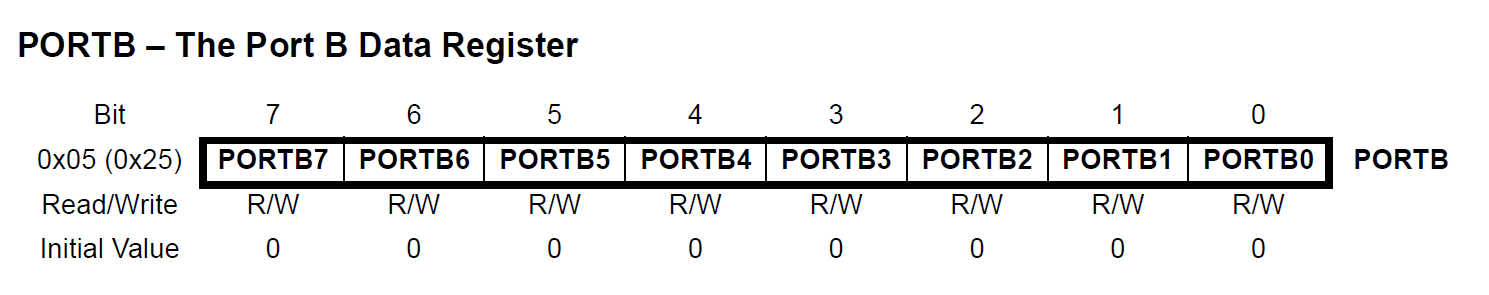 PORTB – The Port B Data Register
Bit 7 6 5 4 3 2 1 0
0x05 (0x25) PORTB7 PORTB6 PORTB5 PORTB4 PORTB3 PORTB2 PORTB1 PORTB0 PORTB
Read/Write R/W R/W R/W R/W R/W R/W R/W R/W
Initial Value 0 0 0 0 0 0 0 0